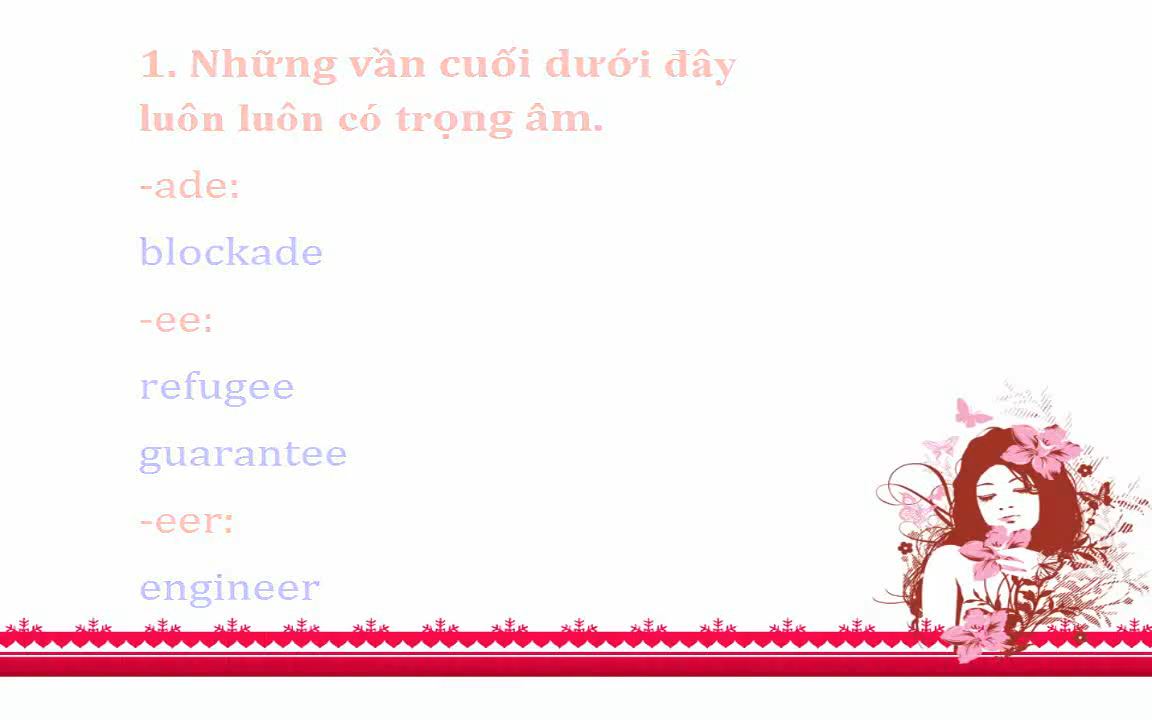 1. Những vần cuối dưới đây
luôn luôn có trọng âm.
-ade:
blockade
-ee:
refugee
guarantee
-eer:
engineer